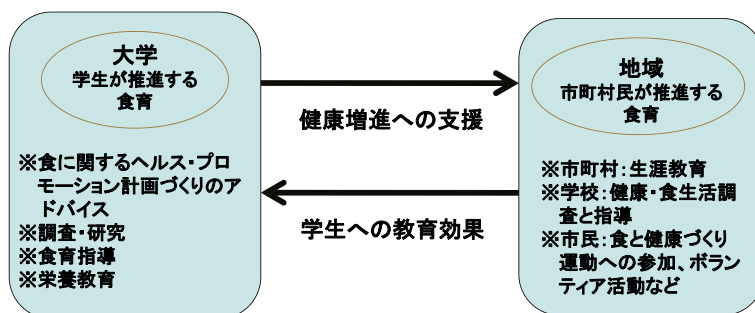 大学
学生が推進する
食育
※食に関するヘルス・プロ
モーション計画づくりのア
ドバイス
※調査・研究
※食育指導
※栄養教育
健康増進への支援
学生への教育効果
地域
市町村民が推進する
食育
※市町村：生涯教育
※学校：健康・食生活調
査と指導
※市民：食と健康づくり
運動への参加、ボラン
ティア活動など